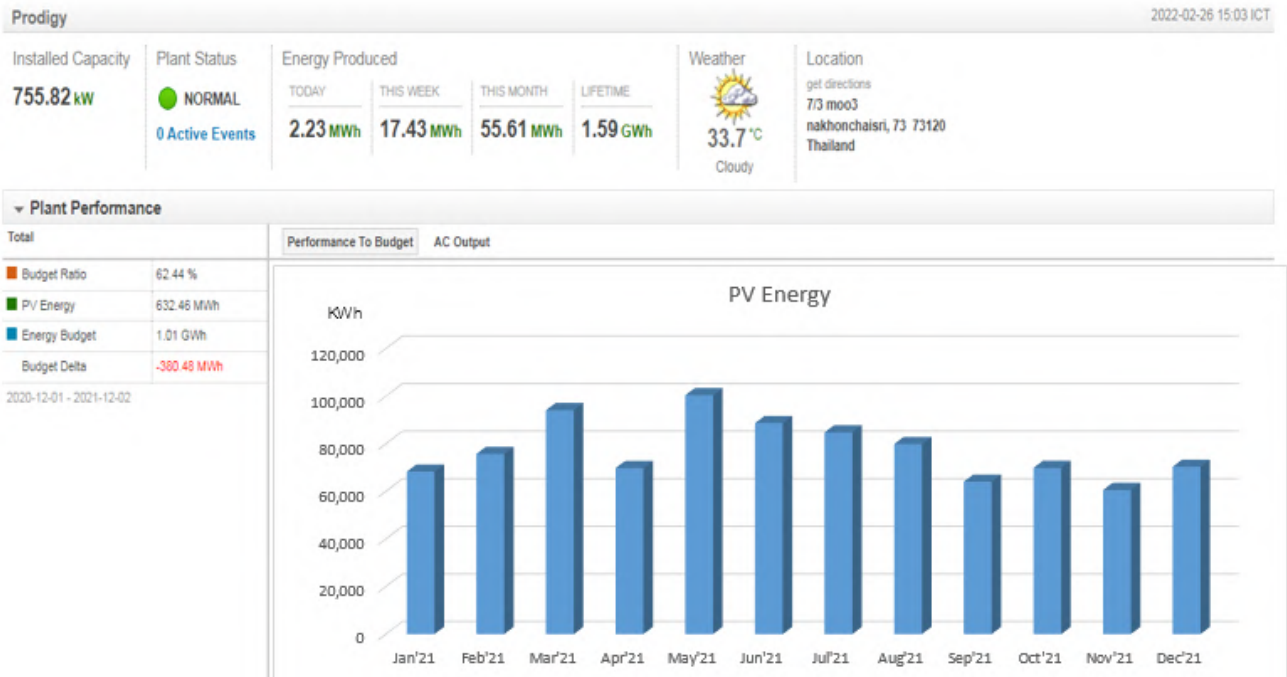 Prodigy
2022-02-26 15:03 ICT
Installed Capacity
755.82 kW
Plant Status
NORMAL
0 Active Events
Energy Produced
TODAY
2.23 MWh
THIS WEEK
17.43 MWh
THIS MONTH
55.61 MWh
LIFETIME
1.59 GWh
Weather
33.7 °C
Cloudy
Location
get directions
7/3 moo3
nakhonchaisri, 73 73120
Thailand
Plant Performance
Total
Budget Ratio 62.44 %
PV Energy 632.46 MWh
Energy Budget 1.01 GWh
Budget Delta -380.48 MWh
2020-12-01 - 2021-12-02
Performance To Budget AC Output
PV Energy
KWh
120,000
100,000
80,000
60,000
40,000
20,000
0
Jan'21 Feb'21 Mar'21 Apr'21 May'21 Jun'21 Jul'21 Aug'21 Sep'21 Oct'21 Nov'21 Dec'21